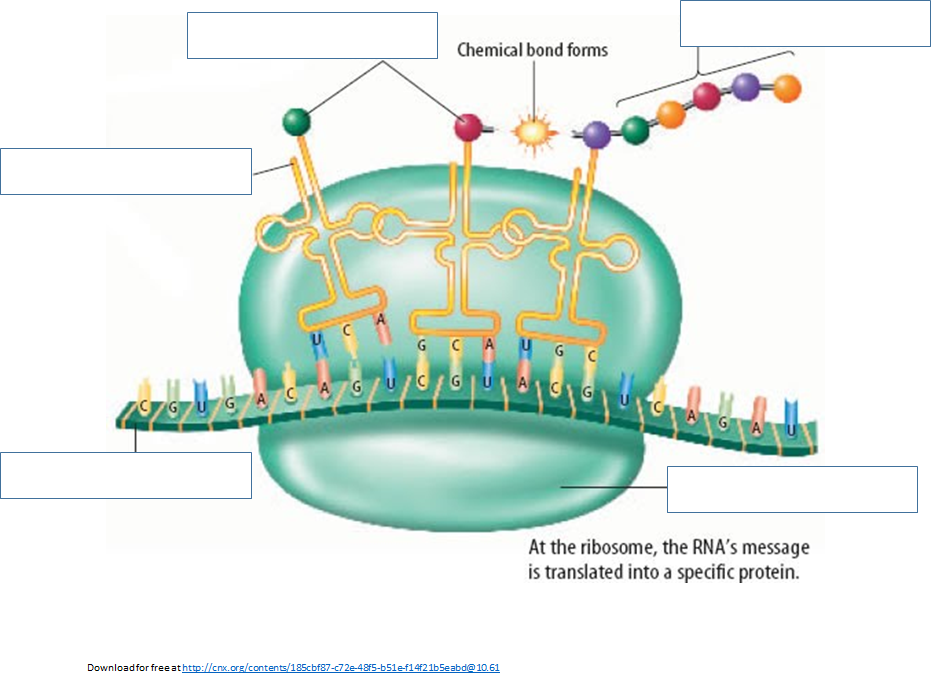 Chemical bond forms
U C A G C A U G C
C G U G A C A G U C G U A C G U C A G A U
At the ribosome, the RNA's message
is translated into a specific protein.
Download for free at http://cnx.org/contents/185cbf87-c72e-48f5-b51e-f14f21b5eabd@10.61